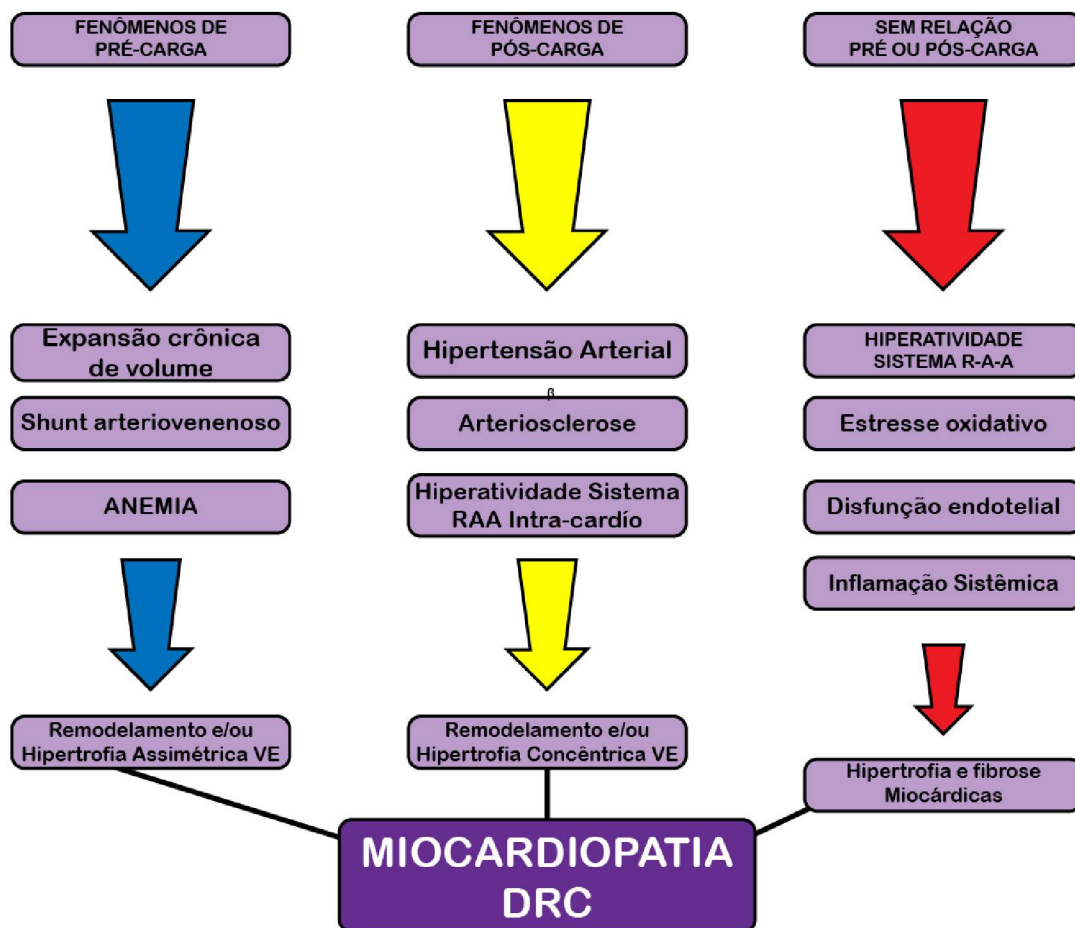 FENÔMENOS DE
PRÉ-CARGA
Expansão crônica
de volume
Shunt arteriovenenoso
ANEMIA
Remodelamento e/ou
Hipertrofia Assimétrica VE
FENÔMENOS DE
PÓS-CARGA
Hipertensão Arterial
β
Arteriosclerose
Hiperatividade Sistema
RAA Intra-cardío
Remodelamento e/ou
Hipertrofia Concêntrica VE
SEM RELAÇÃO
PRÉ OU PÓS-CARGA
HIPERATIVIDADE
SISTEMA R-A-A
Estresse oxidativo
Disfunção endotelial
Inflamação Sistêmica
Hipertrofia e fibrose
Miocárdicas
MIOCARDIOPATIA
DRC